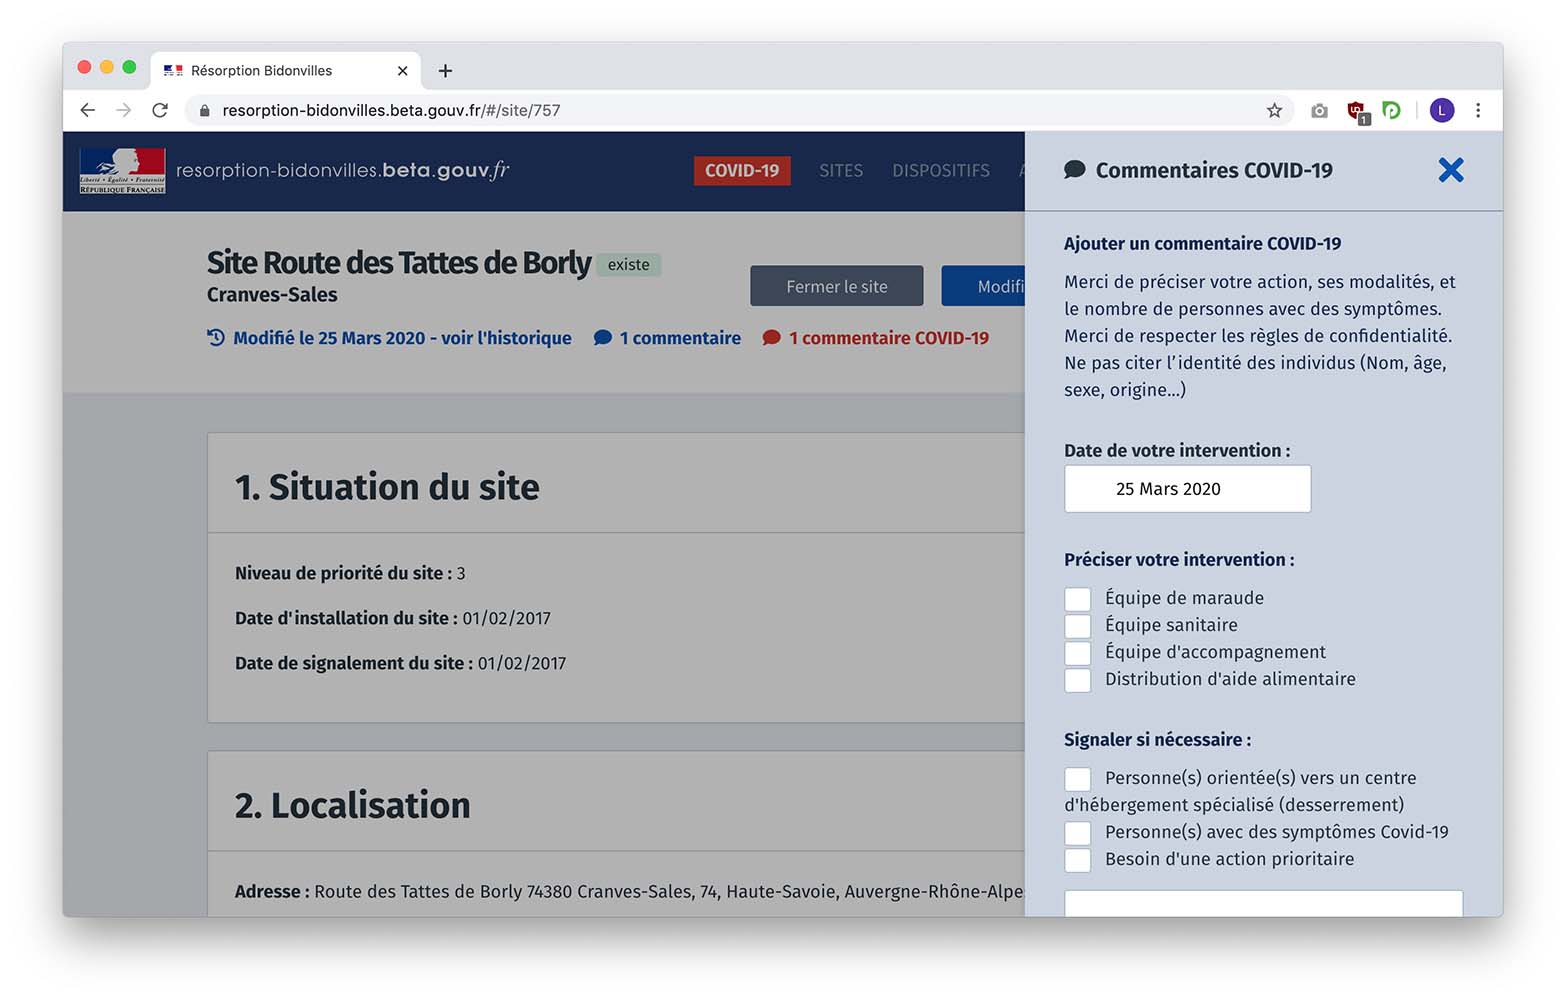 Résorption Bidonvilles
resorption-bidonvilles.beta.gouv.fr/#/site/757
1
L
Liberté • Égalité • Fraternité
RÉPUBLIQUE FRANÇAISE
resorption-bidonvilles.beta.gouv.fr
COVID-19 SITES DISPOSITIFS A
Site Route des Tattes de Borly existe
Cranves-Sales
Fermer le site
Modifi
Modifié le 25 Mars 2020 - voir l'historique 1 commentaire 1 commentaire COVID-19
1. Situation du site
Niveau de priorité du site : 3
Date d'installation du site : 01/02/2017
Date de signalement du site : 01/02/2017
2. Localisation
Adresse : Route des Tattes de Borly 74380 Cranves-Sales, 74, Haute-Savoie, Auvergne-Rhône-Alpe
Commentaires COVID-19
Ajouter un commentaire COVID-19
Merci de préciser votre action, ses modalités, et
le nombre de personnes avec des symptômes.
Merci de respecter les règles de confidentialité.
Ne pas citer l’identité des individus (Nom, âge,
sexe, origine...)
Date de votre intervention :
25 Mars 2020
Préciser votre intervention :
Équipe de maraude
Équipe sanitaire
Équipe d'accompagnement
Distribution d'aide alimentaire
Signaler si nécessaire :
Personne(s) orientée(s) vers un centre
d'hébergement spécialisé (desserrement)
Personne(s) avec des symptômes Covid-19
Besoin d'une action prioritaire